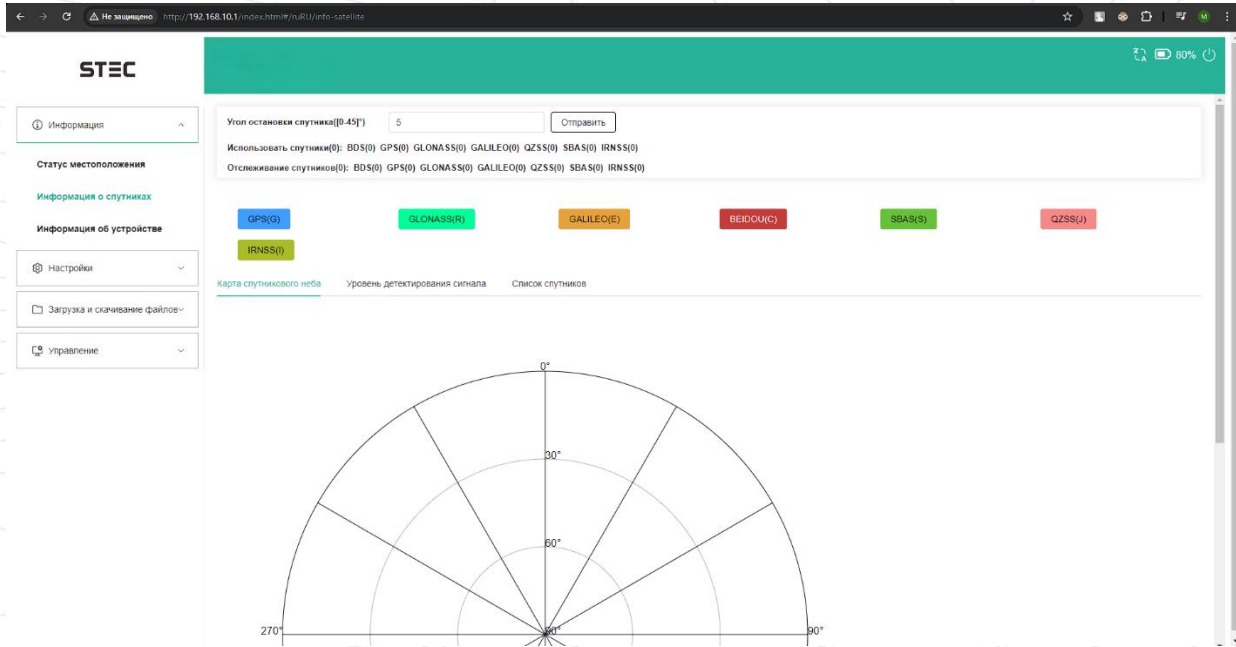 Не защищено http://192.168.10.1/index.html#/ruRU/info-satellite
M
STEC
80%
Информация
Статус местоположения
Информация о спутниках
Информация об устройстве
Настройки
Загрузка и скачивание файлов
Управление
Угол остановки спутника([0-45]°) 5 Отправить
Использовать спутники(0): BDS(0) GPS(0) GLONASS(0) GALILEO(0) QZSS(0) SBAS(0) IRNSS(0)
Отслеживание спутников(0): BDS(0) GPS(0) GLONASS(0) GALILEO(0) QZSS(0) SBAS(0) IRNSS(0)
GPS(G) GLONASS(R) GALILEO(E) BEIDOU(C) SBAS(S) QZSS(J)
IRNSS(I)
Карта спутникового неба Уровень детектирования сигнала Список спутников
0°
30°
60°
270° 90° 90°